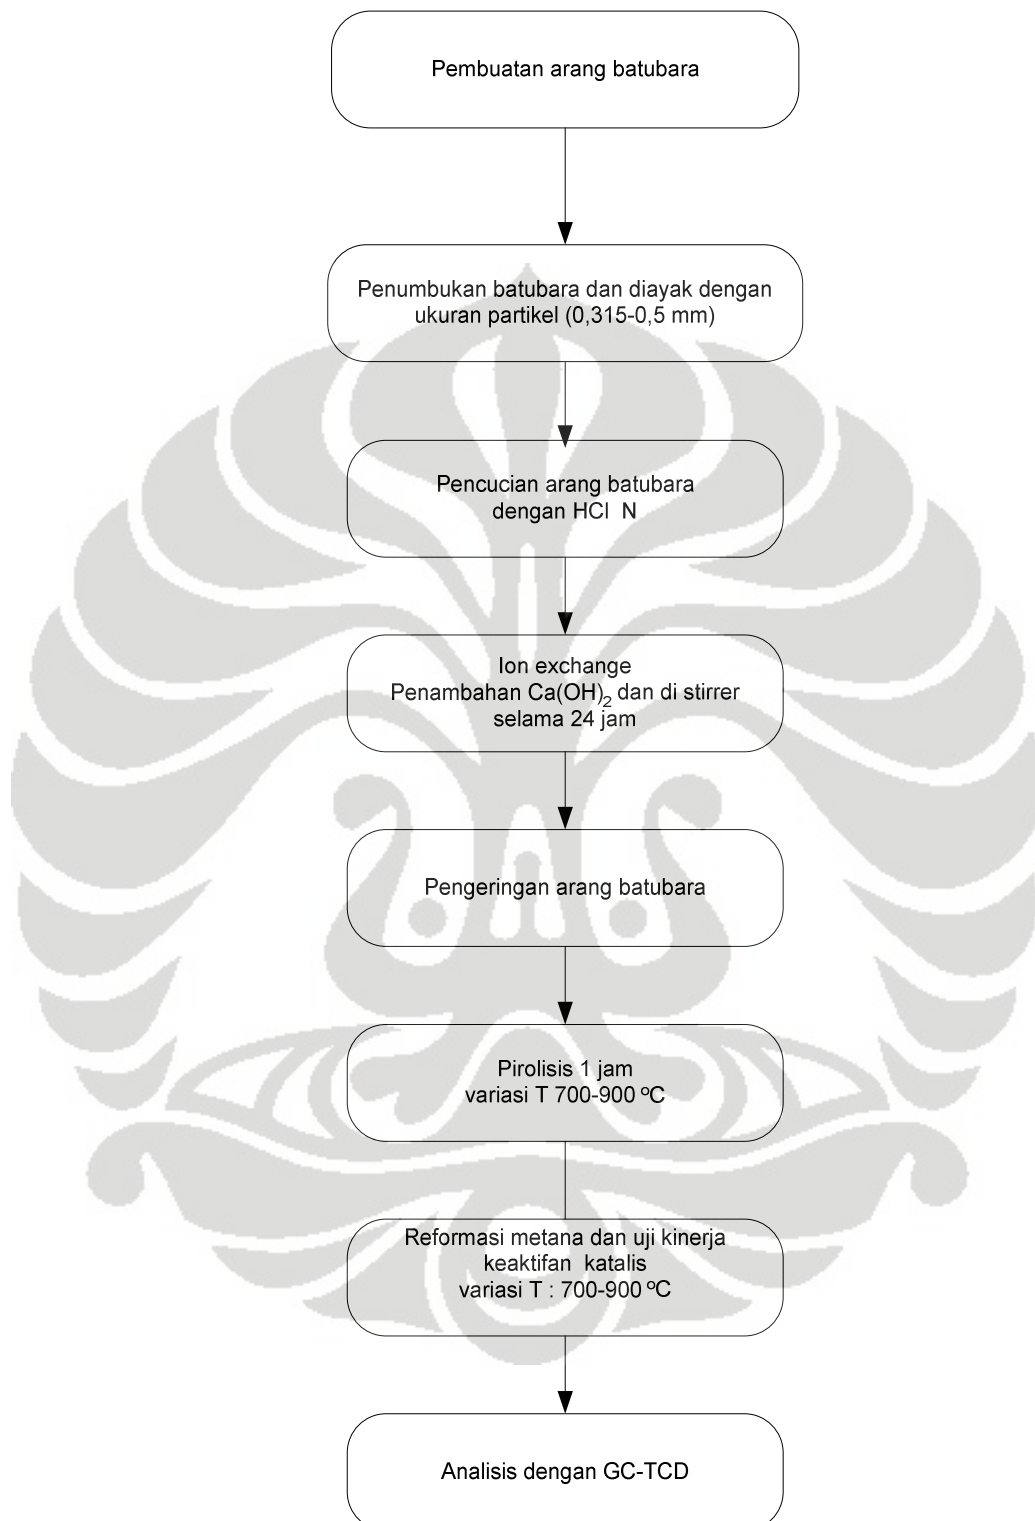 Pembuatan arang batubara
Penumbukan batubara dan diayak dengan
ukuran partikel (0,315-0,5 mm)
Pencucian arang batubara
dengan HCl  N
Ion exchange
Penambahan Ca(OH)₂ dan di stirrer
selama 24 jam
Pengeringan arang batubara
Pirolisis 1 jam
variasi T 700-900 ºC
Reformasi metana dan uji kinerja
keaktifan  katalis
variasi T : 700-900 ºC
Analisis dengan GC-TCD